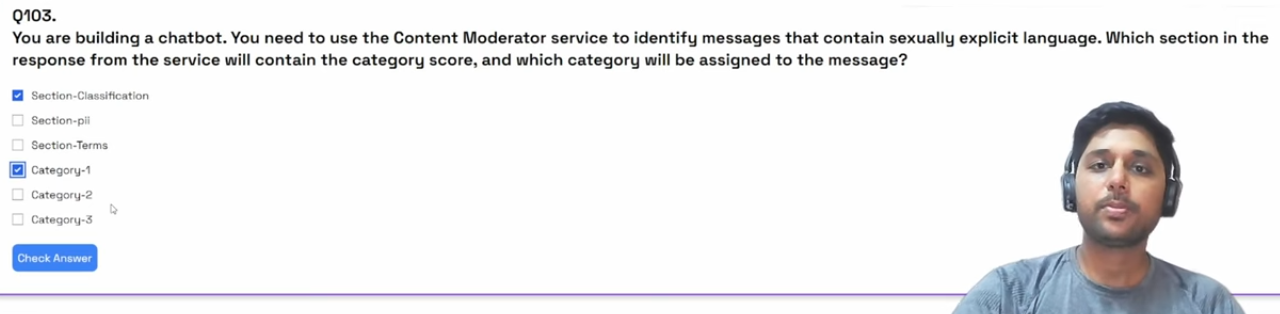 Q103.
You are building a chatbot. You need to use the Content Moderator service to identify messages that contain sexually explicit language. Which section in the
response from the service will contain the category score, and which category will be assigned to the message?
Section-Classification
Section-pii
Section-Terms
Category-1
Category-2
Category-3
Check Answer